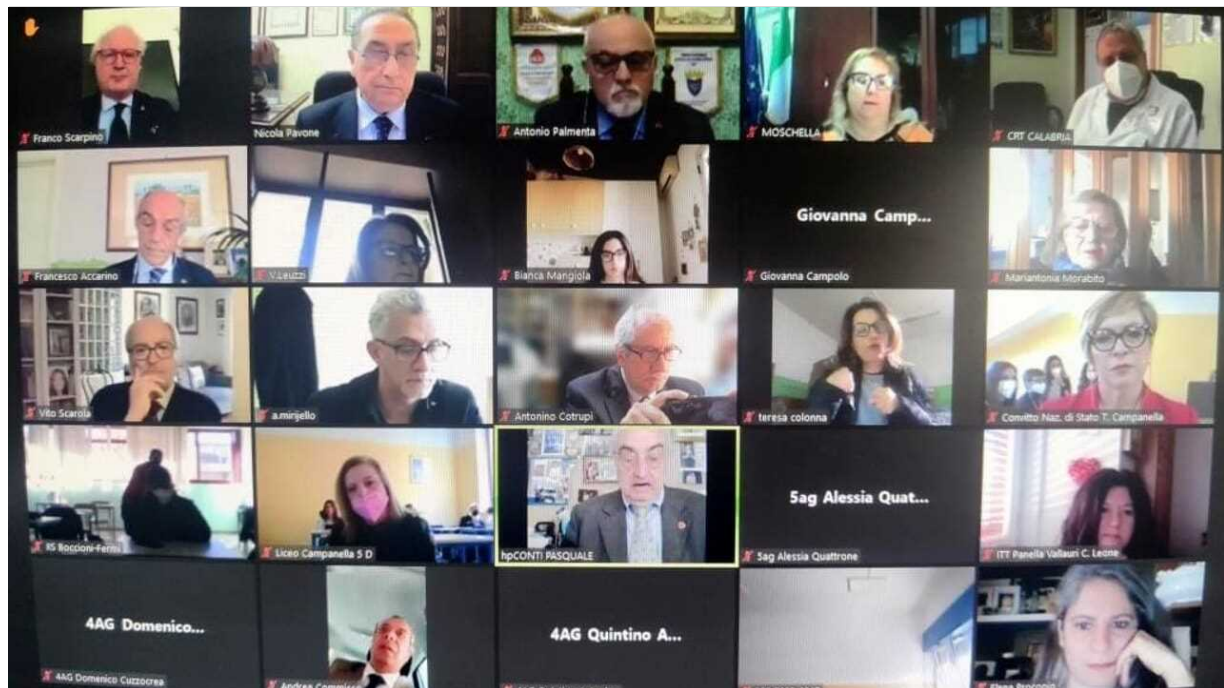 Franco Scarpino
Nicola Pavone
Antonio Palmenta
MOSCHELLA
CRT CALABRIA
Francesco Accarino
V.Leuzzi
Bianca Mangiola
Giovanna Camp...
Giovanna Campolo
Mariantonia Morabito
Vito Scarola
a.mirijello
Antonino Cotrupi
teresa colonna
Convitto Naz. di Stato T. Campanella
RS Boccioni-Fermi
Liceo Campanella 5 D
hpCONTI PASQUALE
5ag Alessia Quat...
5ag Alessia Quattrone
ITT Panella Vallauri C. Leone
4AG Domenico...
4AG Domenico Cuzzocrea
4AG Quintino A...